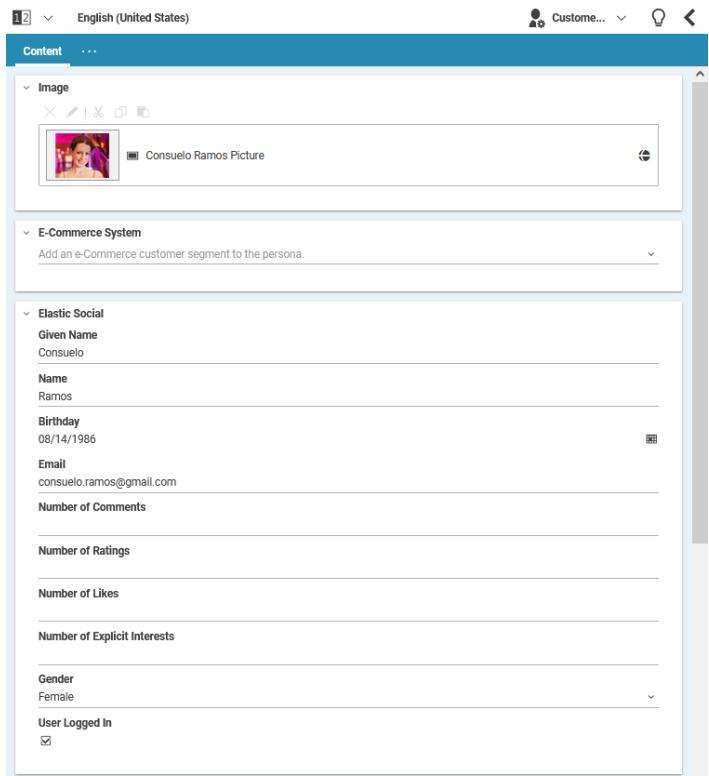 12 English (United States) Custome...
Content ...
Image
Consuelo Ramos Picture
E-Commerce System
Add an e-Commerce customer segment to the persona.
Elastic Social
Given Name
Consuelo
Name
Ramos
Birthday
08/14/1986
Email
consuelo.ramos@gmail.com
Number of Comments
Number of Ratings
Number of Likes
Number of Explicit Interests
Gender
Female
User Logged In